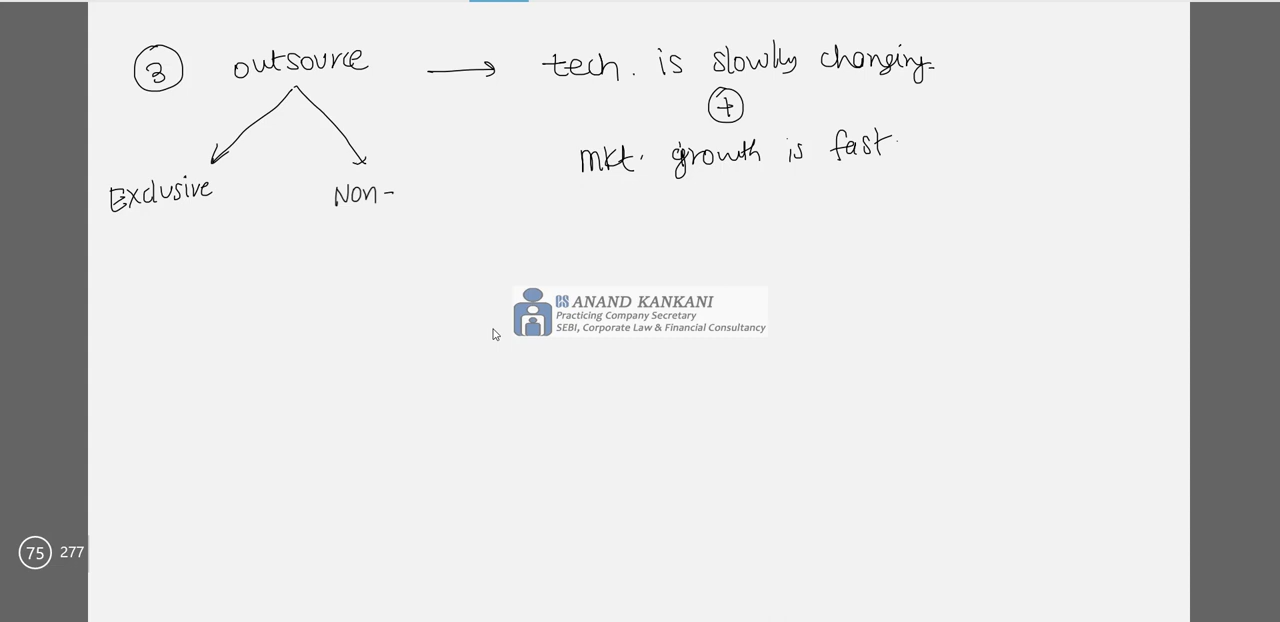 3 outsource → tech. is slowly changing.
+
mkt. growth is fast.
Exclusive Non-
CS ANAND KANKANI
Practicing Company Secretary
SEBI, Corporate Law & Financial Consultancy
75 277